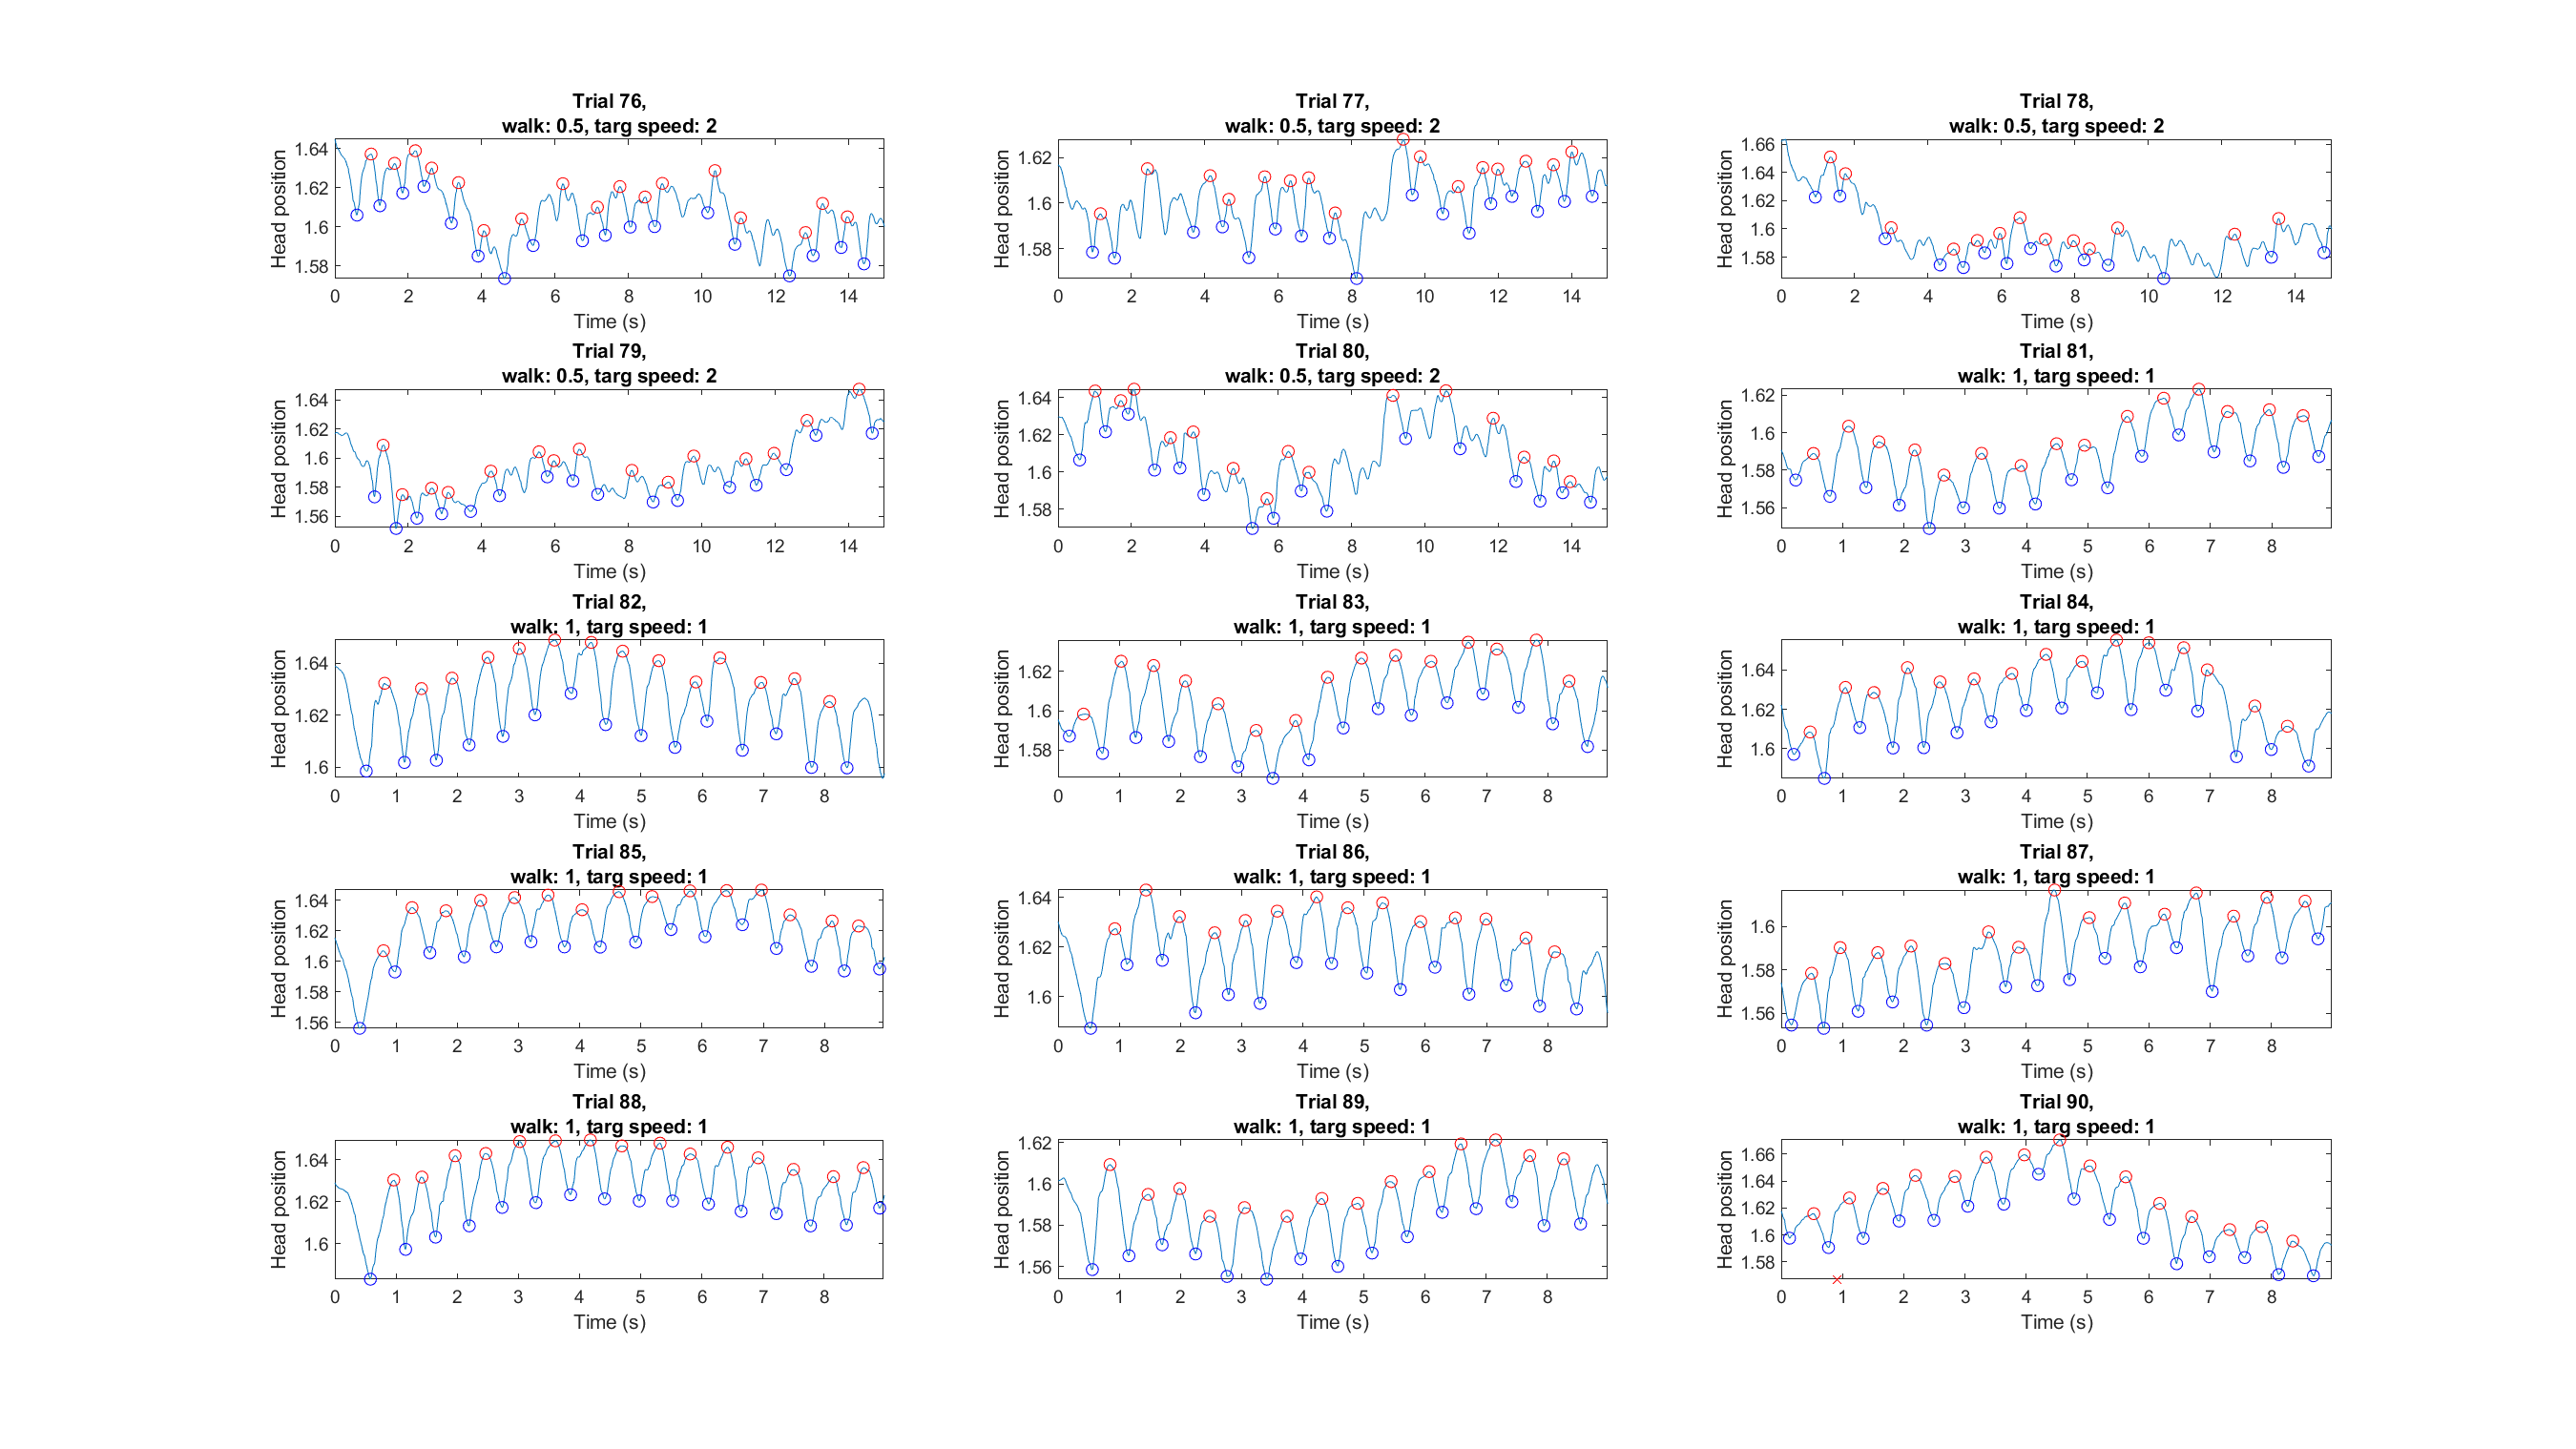 Trial 76,
walk: 0.5, targ speed: 2
Head position
1.64
1.62
1.6
1.58
0 2 4 6 8 10 12 14
Time (s)
Trial 77,
walk: 0.5, targ speed: 2
Head position
1.62
1.6
1.58
0 2 4 6 8 10 12 14
Time (s)
Trial 78,
walk: 0.5, targ speed: 2
Head position
1.66
1.64
1.62
1.6
1.58
0 2 4 6 8 10 12 14
Time (s)
Trial 79,
walk: 0.5, targ speed: 2
Head position
1.64
1.62
1.6
1.58
1.56
0 2 4 6 8 10 12 14
Time (s)
Trial 80,
walk: 0.5, targ speed: 2
Head position
1.64
1.62
1.6
1.58
0 2 4 6 8 10 12 14
Time (s)
Trial 81,
walk: 1, targ speed: 1
Head position
1.62
1.6
1.58
1.56
0 1 2 3 4 5 6 7 8
Time (s)
Trial 82,
walk: 1, targ speed: 1
Head position
1.64
1.62
1.6
0 1 2 3 4 5 6 7 8
Time (s)
Trial 83,
walk: 1, targ speed: 1
Head position
1.62
1.6
1.58
0 1 2 3 4 5 6 7 8
Time (s)
Trial 84,
walk: 1, targ speed: 1
Head position
1.64
1.62
1.6
0 1 2 3 4 5 6 7 8
Time (s)
Trial 85,
walk: 1, targ speed: 1
Head position
1.64
1.62
1.6
1.58
1.56
0 1 2 3 4 5 6 7 8
Time (s)
Trial 86,
walk: 1, targ speed: 1
Head position
1.64
1.62
1.6
0 1 2 3 4 5 6 7 8
Time (s)
Trial 87,
walk: 1, targ speed: 1
Head position
1.6
1.58
1.56
0 1 2 3 4 5 6 7 8
Time (s)
Trial 88,
walk: 1, targ speed: 1
Head position
1.64
1.62
1.6
0 1 2 3 4 5 6 7 8
Time (s)
Trial 89,
walk: 1, targ speed: 1
Head position
1.62
1.6
1.58
1.56
0 1 2 3 4 5 6 7 8
Time (s)
Trial 90,
walk: 1, targ speed: 1
Head position
1.66
1.64
1.62
1.6
1.58
0 1 2 3 4 5 6 7 8
Time (s)